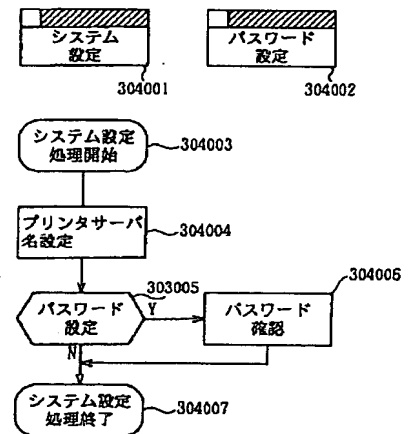 システム
設定
パスワード
設定
304001
304002
システム設定
処理開始
304003
プリンタサーバ
名設定
304004
パスワード
設定
303005
Y
N
パスワード
確認
304006
システム設定
処理終了
304007